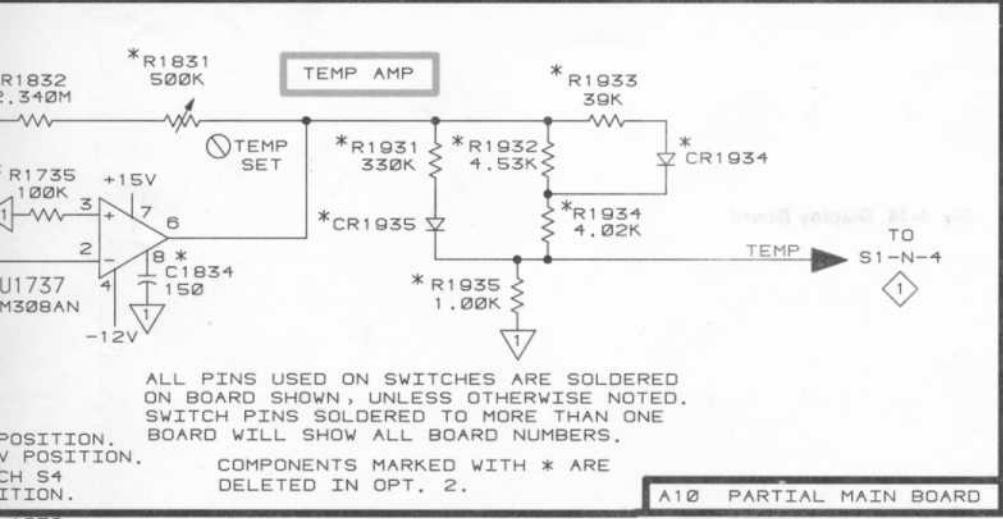 *R1831
500K
TEMP AMP
*R1933
39K
R1832
2.340M
TEMP
SET
*R1931
330K
*R1932
4.53K
*
CR1934
* R1735
100K
+15V
3
+
7
6
1
2
-
4
8 *
C1834
150
1
-12V
U1737
M308AN
*CR1935
*R1934
4.02K
TEMP
TO
S1-N-4
1
*R1935
1.00K
1
ALL PINS USED ON SWITCHES ARE SOLDERED
ON BOARD SHOWN, UNLESS OTHERWISE NOTED.
SWITCH PINS SOLDERED TO MORE THAN ONE
BOARD WILL SHOW ALL BOARD NUMBERS.
POSITION.
V POSITION.
CH S4
ITION.
COMPONENTS MARKED WITH * ARE
DELETED IN OPT. 2.
A10 PARTIAL MAIN BOARD